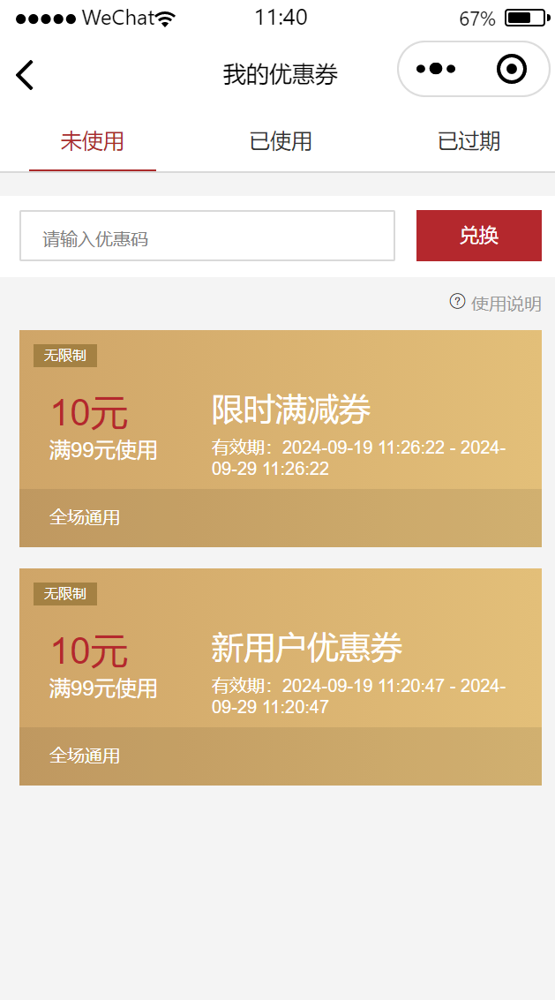 ●●●●● WeChat 11:40 67%
我的优惠券
未使用 已使用 已过期
请输入优惠码 兑换
? 使用说明
无限制
10元 限时满减券
满99元使用 有效期：2024-09-19 11:26:22 - 2024-
09-29 11:26:22
全场通用
无限制
10元 新用户优惠券
满99元使用 有效期：2024-09-19 11:20:47 - 2024-
09-29 11:20:47
全场通用